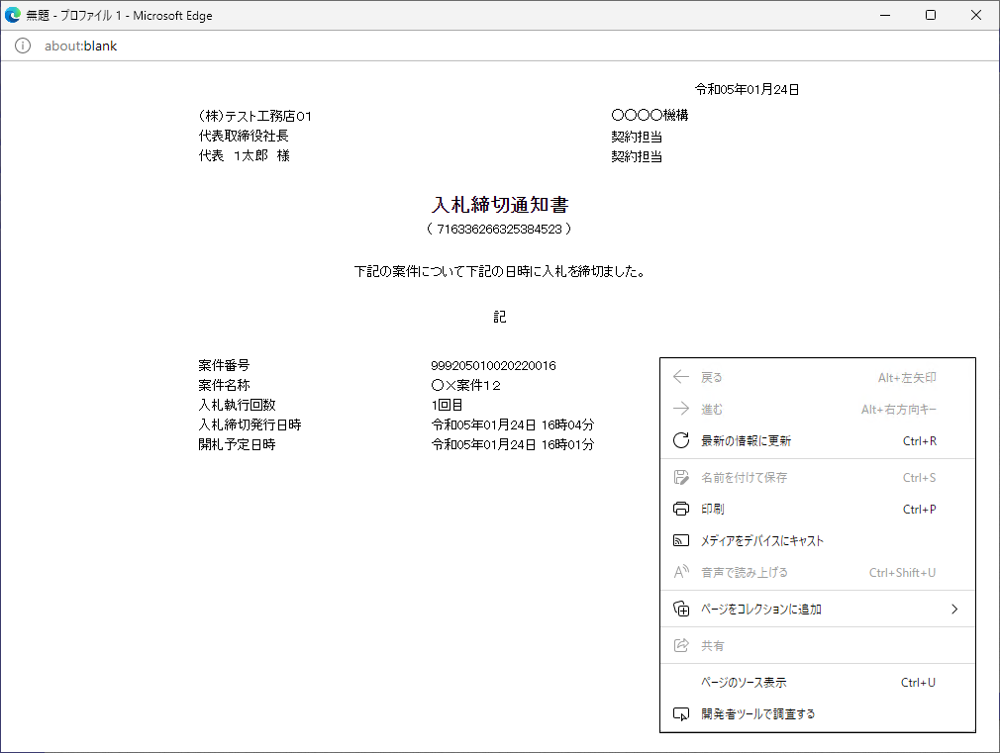 無題 - プロファイル 1 - Microsoft Edge
about:blank
令和05年01月24日
（株）テスト工務店０１
〇〇〇〇機構
代表取締役社長
契約担当
代表　１太郎　様
契約担当
入札締切通知書
（ 716336266325384523 ）
下記の案件について下記の日時に入札を締切ました。
記
案件番号 999205010020220016
案件名称 〇×案件１２
入札執行回数 1回目
入札締切発行日時 令和05年01月24日 16時04分
開札予定日時 令和05年01月24日 16時01分
戻る Alt+左矢印
進む Alt+右方向キー
最新の情報に更新 Ctrl+R
名前を付けて保存 Ctrl+S
印刷 Ctrl+P
メディアをデバイスにキャスト
音声で読み上げる Ctrl+Shift+U
ページをコレクションに追加
共有
ページのソース表示 Ctrl+U
開発者ツールで調査する